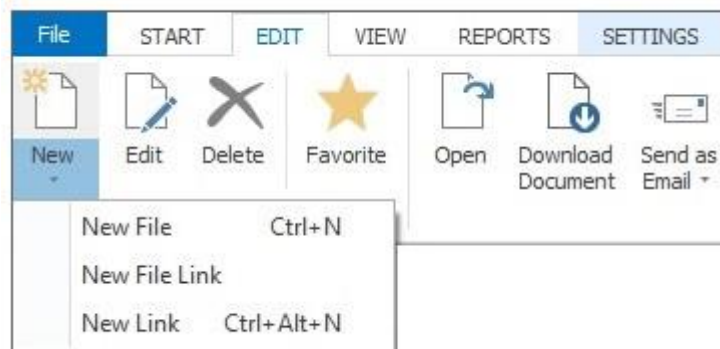 File START EDIT VIEW REPORTS SETTINGS
New Edit Delete Favorite Open Download Document Send as Email
New File Ctrl+N
New File Link
New Link Ctrl+Alt+N